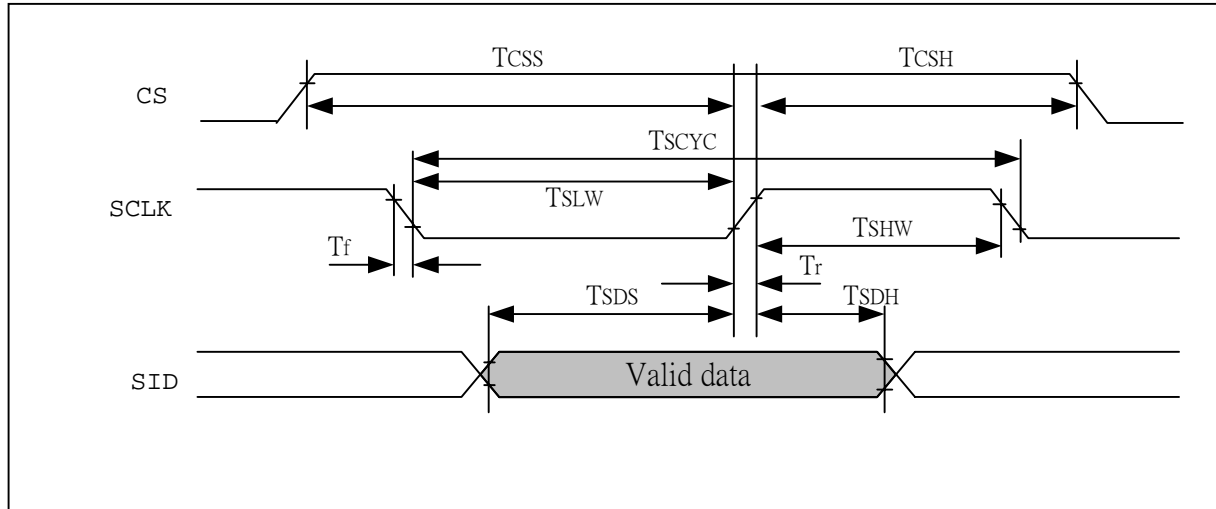 TCSS
TCSH
CS
TSCYC
TSLW
SCLK
TSHW
Tf
Tr
TSDS
TSDH
SID
Valid data